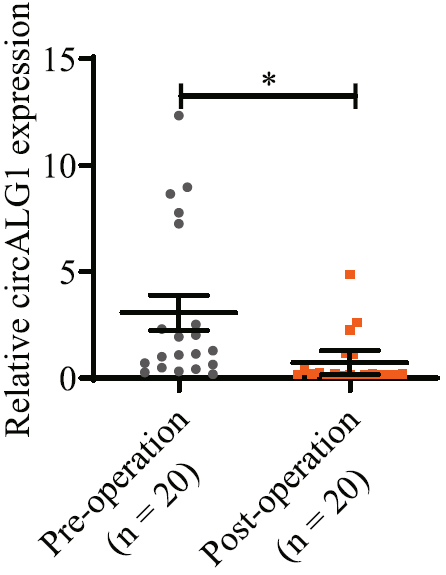 Relative circALG1 expression
15
10
5
0
*
Pre-operation
(n = 20)
Post-operation
(n = 20)